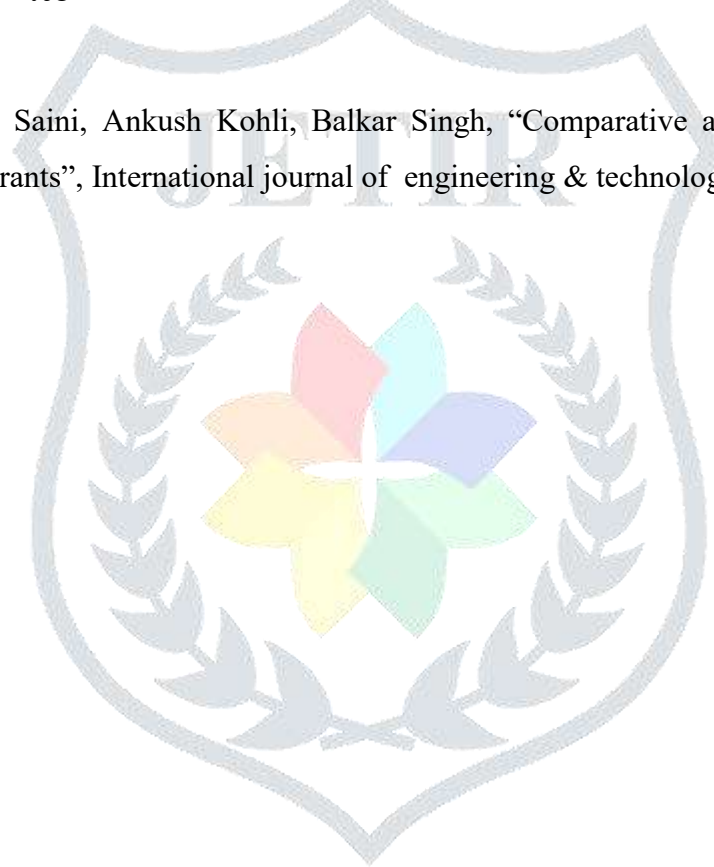 JETIR
Saini, Ankush Kohli, Balkar Singh, “Comparative a
rants”, International journal of engineering & technolog